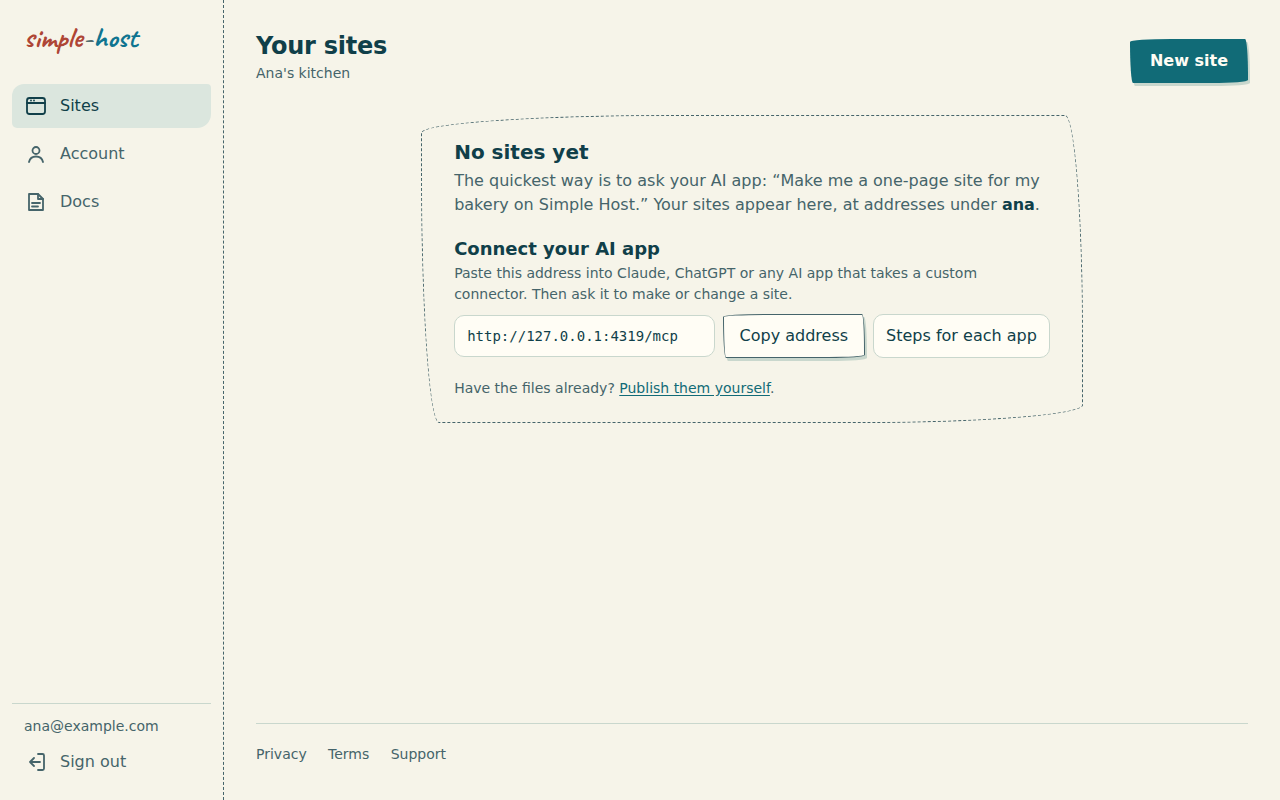 simple-host
Sites
Account
Docs
ana@example.com
Sign out
Your sites
Ana's kitchen
New site
No sites yet
The quickest way is to ask your AI app: “Make me a one-page site for my
bakery on Simple Host.” Your sites appear here, at addresses under ana.
Connect your AI app
Paste this address into Claude, ChatGPT or any AI app that takes a custom
connector. Then ask it to make or change a site.
http://127.0.0.1:4319/mcp
Copy address
Steps for each app
Have the files already? Publish them yourself.
Privacy
Terms
Support